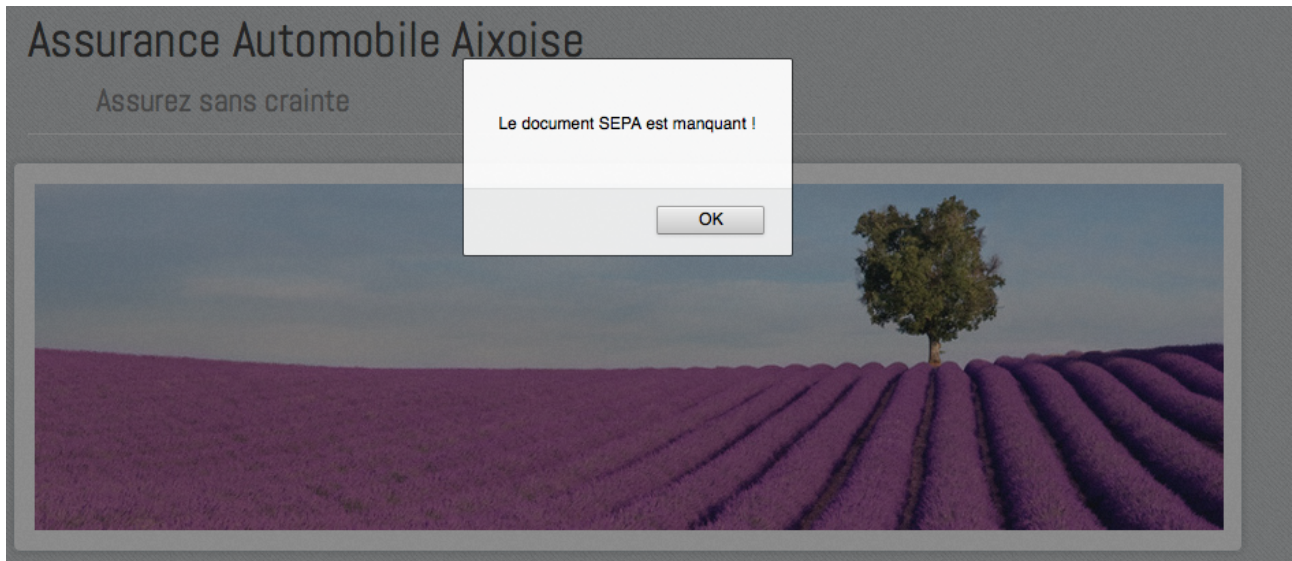 Assurance Automobile Aixoise
Assurez sans crainte
Le document SEPA est manquant !
OK